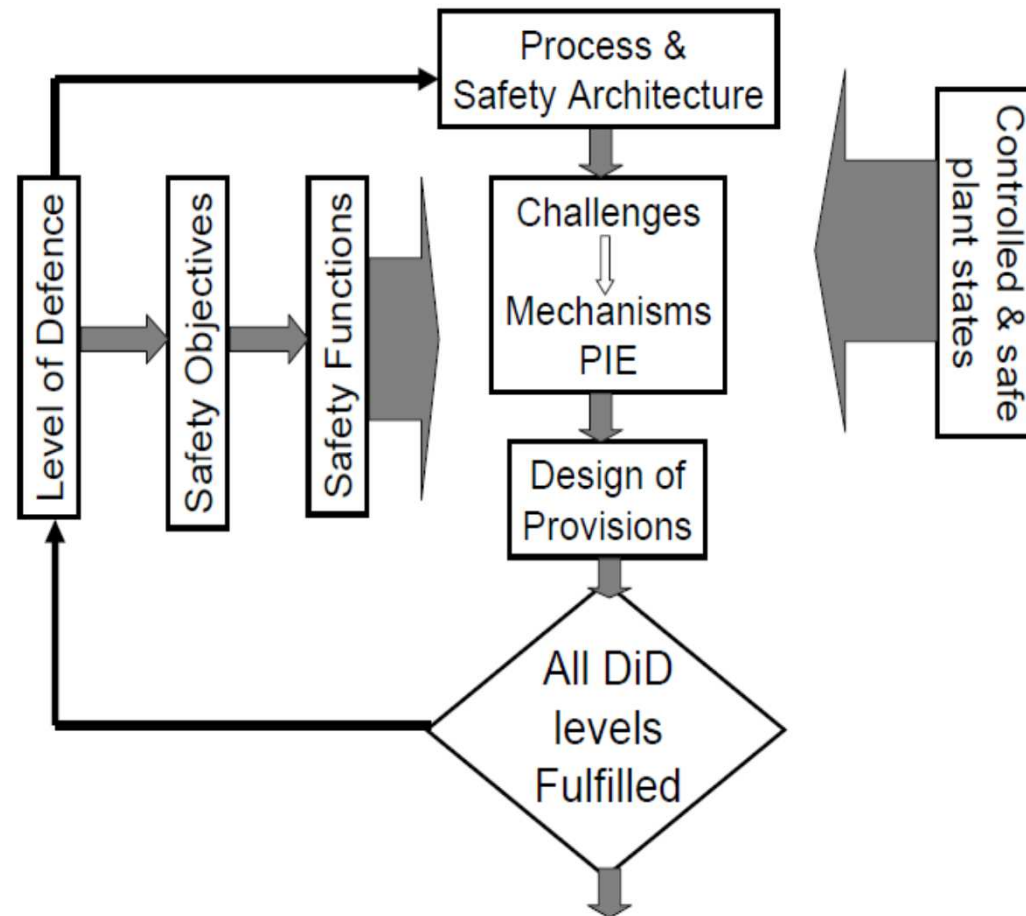 Process &
Safety Architecture
Level of Defence
Safety Objectives
Safety Functions
Challenges
Mechanisms
PIE
Controlled & safe
plant states
Design of
Provisions
All DiD
levels
Fulfilled